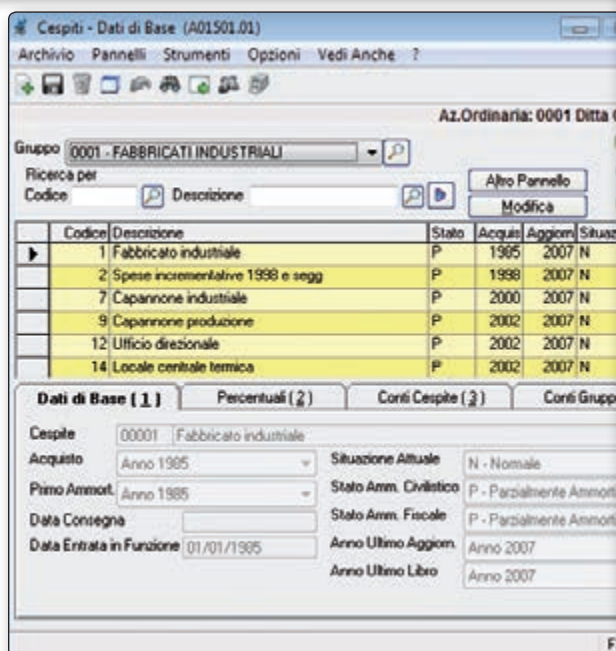 Cespiti - Dati di Base (A01501.01)
Archivio Pannelli Strumenti Opzioni Vedi Anche ?
Az.Ordinaria: 0001 Ditta
Gruppo 0001 - FABBRICATI INDUSTRIALI
Ricerca per
Codice Descrizione
Altro Pannello
Modifica
Codice Descrizione Stato Acquis Aggiorn Situaz
1 Fabbricato industriale P 1985 2007 N
2 Spese incrementative 1998 e segg P 1998 2007 N
7 Capannone industriale P 2000 2007 N
9 Capannone produzione P 2002 2007 N
12 Ufficio direzionale P 2002 2007 N
14 Locale centrale termica P 2002 2007 N
Dati di Base ( 1 ) Percentuali ( 2 ) Conti Cespite ( 3 ) Conti Grupp
Cespite 00001 Fabbricato industriale
Acquisto Anno 1985 Situazione Attuale N - Normale
Primo Ammort. Anno 1985 Stato Amm. Civilistico P - Parzialmente Ammort
Data Consegna Stato Amm. Fiscale P - Parzialmente Ammort
Data Entrata in Funzione 01/01/1985 Anno Ultimo Aggiorn. Anno 2007
Anno Ultimo Libro Anno 2007
F